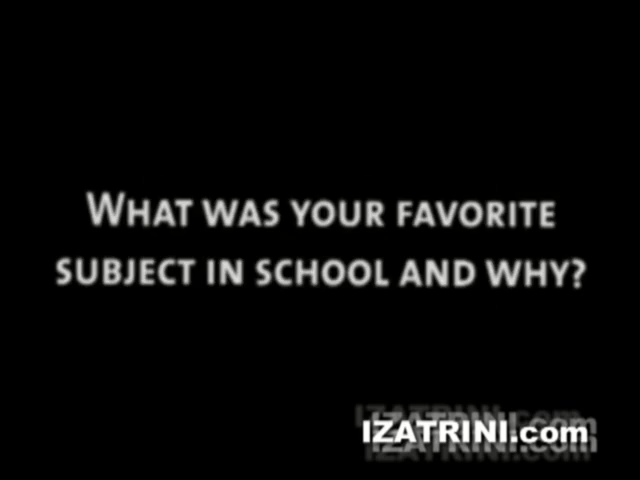 WHAT WAS YOUR FAVORITE
SUBJECT IN SCHOOL AND WHY?
IZATRINI.com